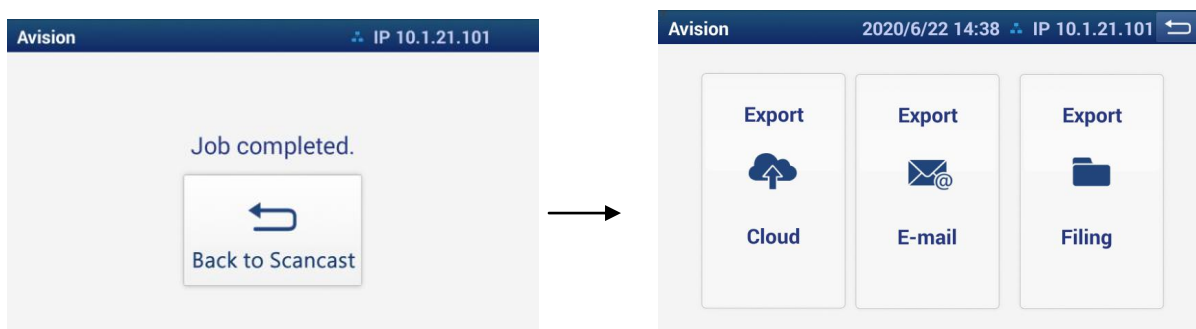 Avision IP 10.1.21.101
Job completed.
Back to Scancast
Avision 2020/6/22 14:38 IP 10.1.21.101
Export
Cloud
Export
@
E-mail
Export
Filing